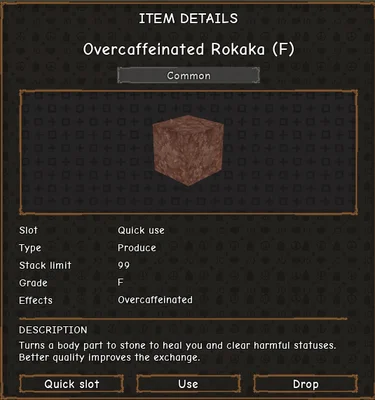 ITEM DETAILS
Overcaffeinated Rokaka (F)
Common
Slot Quick use
Type Produce
Stack limit 99
Grade F
Effects Overcaffeinated
DESCRIPTION
Turns a body part to stone to heal you and clear harmful statuses.
Better quality improves the exchange.
Quick slot Use Drop